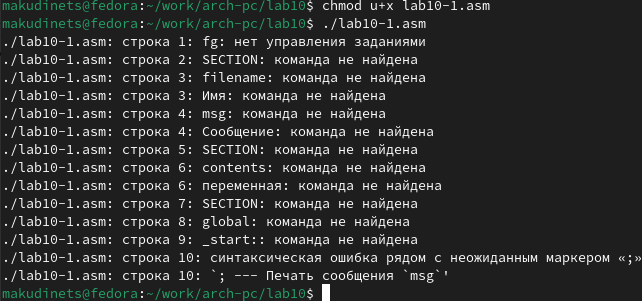 makudinets@fedora:~/work/arch-pc/lab10$ chmod u+x lab10-1.asm
makudinets@fedora:~/work/arch-pc/lab10$ ./lab10-1.asm
./lab10-1.asm: строка 1: fg: нет управления заданиями
./lab10-1.asm: строка 2: SECTION: команда не найдена
./lab10-1.asm: строка 3: filename: команда не найдена
./lab10-1.asm: строка 3: Имя: команда не найдена
./lab10-1.asm: строка 4: msg: команда не найдена
./lab10-1.asm: строка 4: Сообщение: команда не найдена
./lab10-1.asm: строка 5: SECTION: команда не найдена
./lab10-1.asm: строка 6: contents: команда не найдена
./lab10-1.asm: строка 6: переменная: команда не найдена
./lab10-1.asm: строка 7: SECTION: команда не найдена
./lab10-1.asm: строка 8: global: команда не найдена
./lab10-1.asm: строка 9: _start:: команда не найдена
./lab10-1.asm: строка 10: синтаксическая ошибка рядом с неожиданным маркером «;»
./lab10-1.asm: строка 10: `; --- Печать сообщения `msg`'
makudinets@fedora:~/work/arch-pc/lab10$